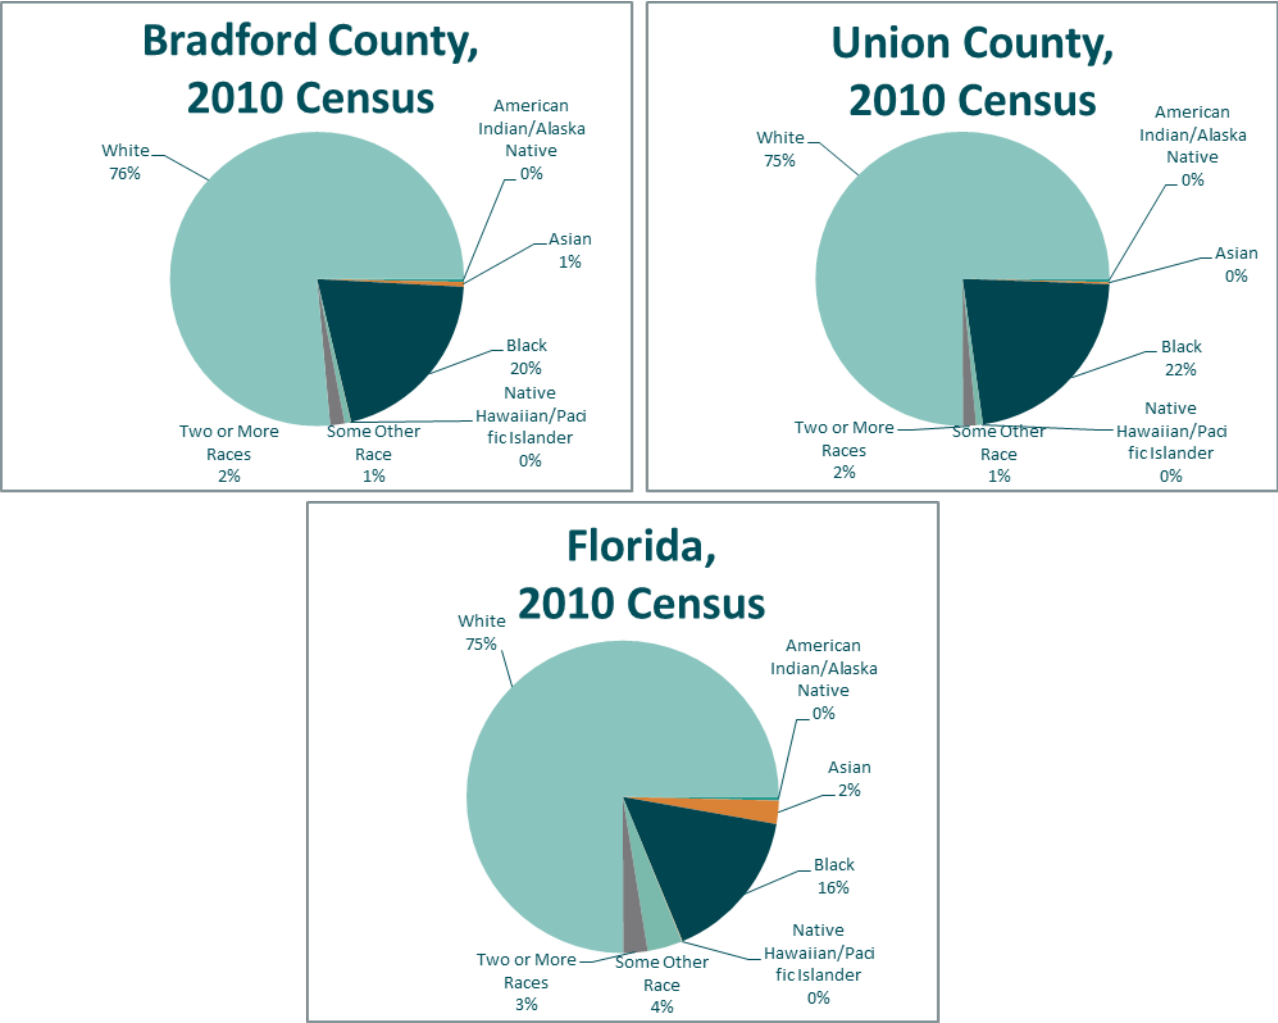 Bradford County,
2010 Census
American
Indian/Alaska
Native
0%
White
76%
Asian
1%
Black
20%
Native
Hawaiian/Paci
fic Islander
0%
Some Other
Race
1%
Two or More
Races
2%
Union County,
2010 Census
American
Indian/Alaska
Native
0%
White
75%
Asian
0%
Black
22%
Native
Hawaiian/Paci
fic Islander
0%
Some Other
Race
1%
Two or More
Races
2%
Florida,
2010 Census
White
75%
American
Indian/Alaska
Native
0%
Asian
2%
Black
16%
Native
Hawaiian/Paci
fic Islander
0%
Some Other
Race
4%
Two or More
Races
3%